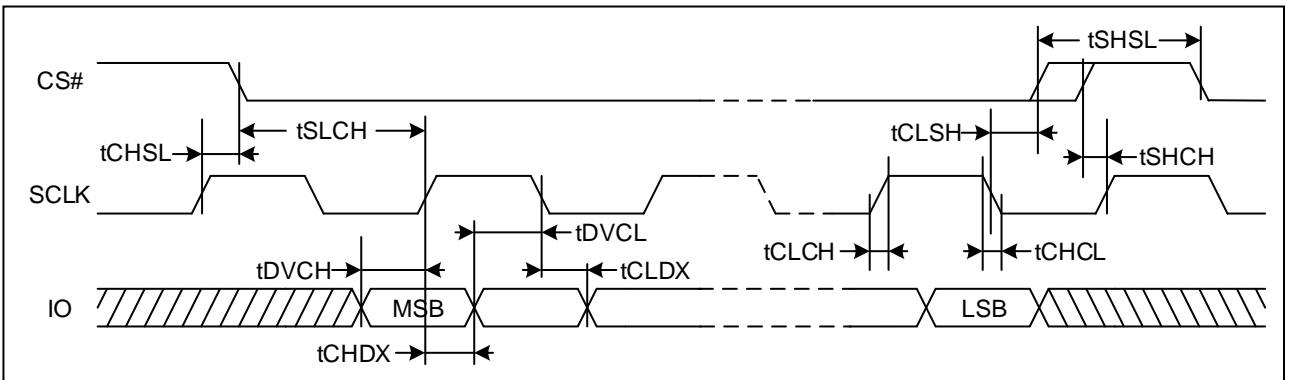 tSHSL
CS#
tSLCH
tCLSH
tCHSL
tSHCH
SCLK
tDVCL
tCLCH
tCHCL
tDVCH
tCLDX
IO
MSB
LSB
tCHDX